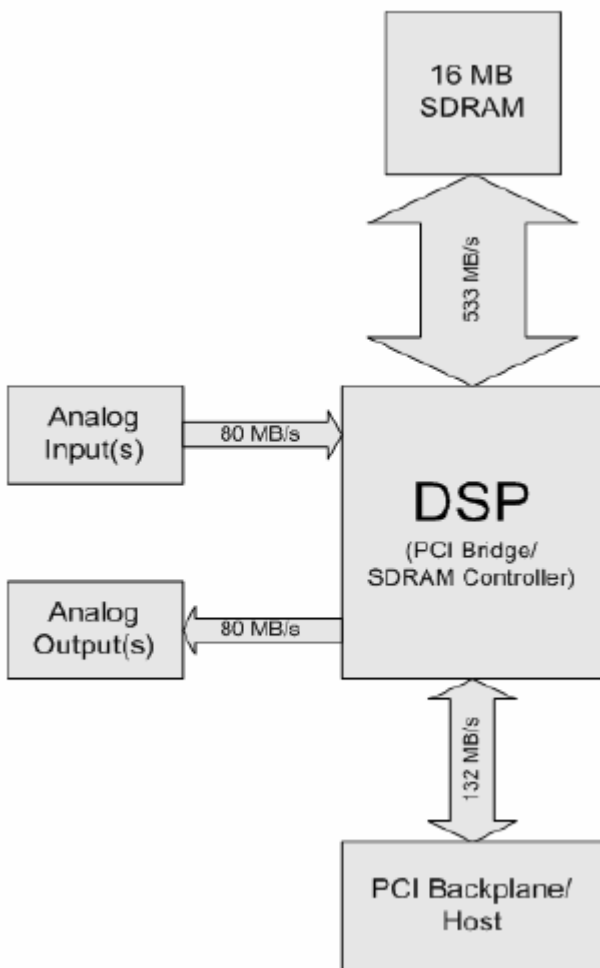 16 MB
SDRAM
533 MB/s
Analog
Input(s)
80 MB/s
DSP
(PCI Bridge/
SDRAM Controller)
Analog
Output(s)
80 MB/s
132 MB/s
PCI Backplane/
Host